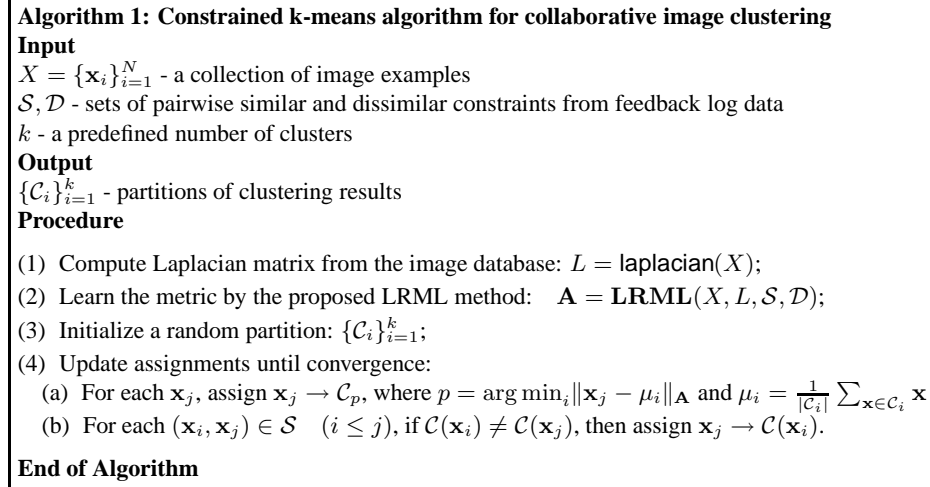 Algorithm 1: Constrained k-means algorithm for collaborative image clustering
Input
X = {x_i}_{i=1}^N - a collection of image examples
S, D - sets of pairwise similar and dissimilar constraints from feedback log data
k - a predefined number of clusters
Output
{C_i}_{i=1}^k - partitions of clustering results
Procedure
(1) Compute Laplacian matrix from the image database: L = laplacian(X);
(2) Learn the metric by the proposed LRML method: A = LRML(X, L, S, D);
(3) Initialize a random partition: {C_i}_{i=1}^k;
(4) Update assignments until convergence:
(a) For each x_j, assign x_j → C_p, where p = arg min_i‖x_j − μ_i‖_A and μ_i = 1/|C_i| ∑_{x∈C_i} x
(b) For each (x_i, x_j) ∈ S (i ≤ j), if C(x_i) ≠ C(x_j), then assign x_j → C(x_i).
End of Algorithm